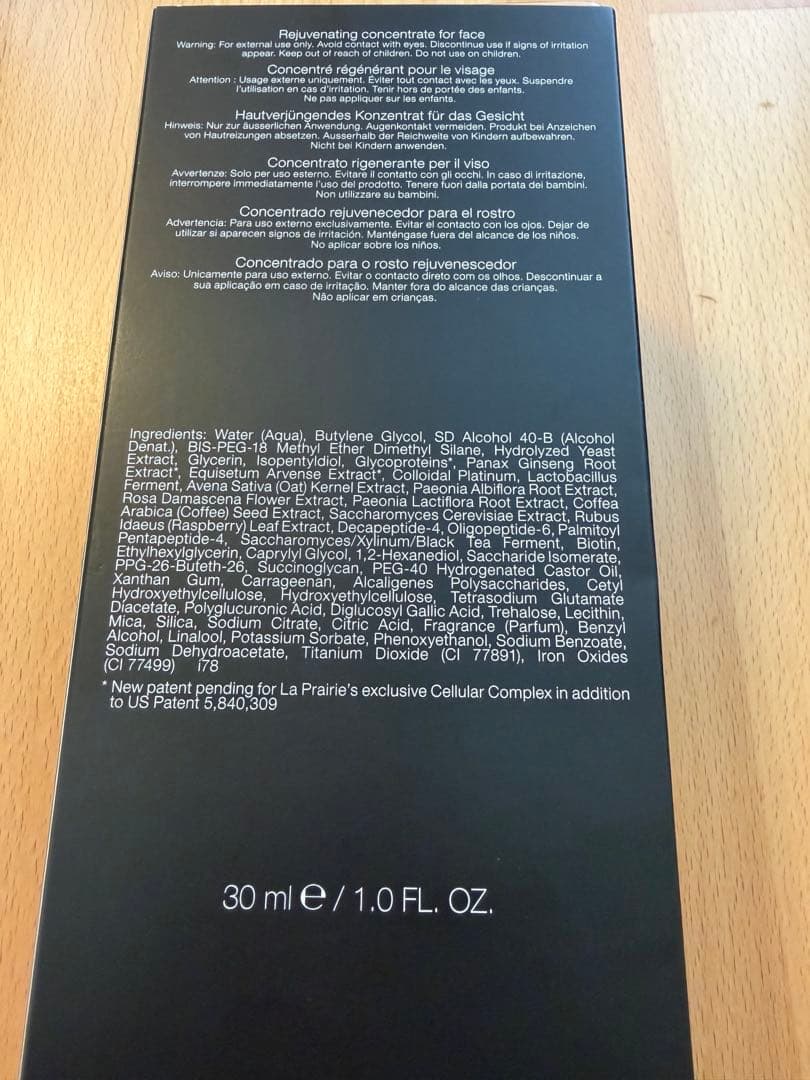 Rejuvenating concentrate for face
Warning: For external use only. Avoid contact with eyes. Discontinue use if signs of irritation
appear. Keep out of reach of children. Do not use on children.
Concentré régénérant pour le visage
Attention : Usage externe uniquement. Éviter tout contact avec les yeux. Suspendre
l'utilisation en cas d'irritation. Tenir hors de portée des enfants.
Ne pas appliquer sur les enfants.
Hautverjüngendes Konzentrat für das Gesicht
Hinweis: Nur zur äusserlichen Anwendung. Augenkontakt vermeiden. Produkt bei Anzeichen
von Hautreizungen absetzen. Ausserhalb der Reichweite von Kindern aufbewahren.
Nicht bei Kindern anwenden.
Concentrato rigenerante per il viso
Avvertenze: Solo per uso esterno. Evitare il contatto con gli occhi. In caso di irritazione,
interrompere immediatamente l'uso del prodotto. Tenere fuori dalla portata dei bambini.
Non utilizzare su bambini.
Concentrado rejuvenecedor para el rostro
Advertencia: Para uso externo exclusivamente. Evitar el contacto con los ojos. Dejar de
utilizar si aparecen signos de irritación. Manténgase fuera del alcance de los niños.
No aplicar sobre los niños.
Concentrado para o rosto rejuvenescedor
Aviso: Unicamente para uso externo. Evitar o contacto direto com os olhos. Descontinuar a
sua aplicação em caso de irritação. Manter fora do alcance das crianças.
Não aplicar em crianças.
Ingredients: Water (Aqua), Butylene Glycol, SD Alcohol 40-B (Alcohol
Denat.), BIS-PEG-18 Methyl Ether Dimethyl Silane, Hydrolyzed Yeast
Extract, Glycerin, Isopentyldiol, Glycoproteins*, Panax Ginseng Root
Extract*, Equisetum Arvense Extract*, Colloidal Platinum, Lactobacillus
Ferment, Avena Sativa (Oat) Kernel Extract, Paeonia Albiflora Root Extract,
Rosa Damascena Flower Extract, Paeonia Lactiflora Root Extract, Coffea
Arabica (Coffee) Seed Extract, Saccharomyces Cerevisiae Extract, Rubus
Idaeus (Raspberry) Leaf Extract, Decapeptide-4, Oligopeptide-6, Palmitoyl
Pentapeptide-4, Saccharomyces/Xylinum/Black Tea Ferment, Biotin,
Ethylhexylglycerin, Caprylyl Glycol, 1,2-Hexanediol, Saccharide Isomerate,
PPG-26-Buteth-26, Succinoglycan, PEG-40 Hydrogenated Castor Oil,
Xanthan Gum, Carrageenan, Alcaligenes Polysaccharides, Cetyl
Hydroxyethylcellulose, Hydroxyethylcellulose, Tetrasodium Glutamate
Diacetate, Polyglucuronic Acid, Diglucosyl Gallic Acid, Trehalose, Lecithin,
Mica, Silica, Sodium Citrate, Citric Acid, Fragrance (Parfum), Benzyl
Alcohol, Linalool, Potassium Sorbate, Phenoxyethanol, Sodium Benzoate,
Sodium Dehydroacetate, Titanium Dioxide (CI 77891), Iron Oxides
(CI 77499) i78
* New patent pending for La Prairie's exclusive Cellular Complex in addition
to US Patent 5,840,309
30 ml ℮ / 1.0 FL. OZ.